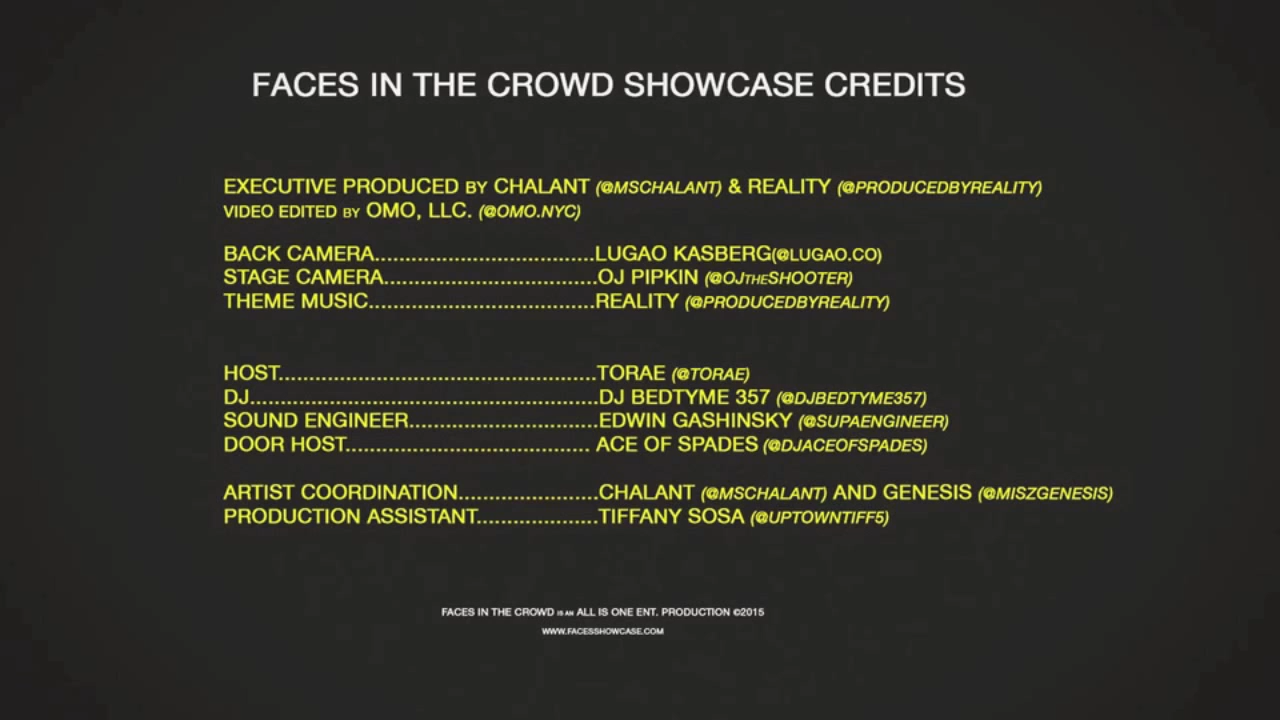 FACES IN THE CROWD SHOWCASE CREDITS
EXECUTIVE PRODUCED BY CHALANT (@MSCHALANT) & REALITY (@PRODUCEDBYREALITY)
VIDEO EDITED BY OMO, LLC. (@OMO.NYC)
BACK CAMERA....................................LUGAO KASBERG(@LUGAO.CO)
STAGE CAMERA...................................OJ PIPKIN (@OJTHESHOOTER)
THEME MUSIC.....................................REALITY (@PRODUCEDBYREALITY)
HOST....................................................TORAE (@TORAE)
DJ.........................................................DJ BEDTYME 357 (@DJBEDTYME357)
SOUND ENGINEER...............................EDWIN GASHINSKY (@SUPAENGINEER)
DOOR HOST........................................ ACE OF SPADES (@DJACEOFSPADES)
ARTIST COORDINATION.......................CHALANT (@MSCHALANT) AND GENESIS (@MISZGENESIS)
PRODUCTION ASSISTANT....................TIFFANY SOSA (@UPTOWNTIFF5)
FACES IN THE CROWD IS AN ALL IS ONE ENT. PRODUCTION ©2015
WWW.FACESSHOWCASE.COM